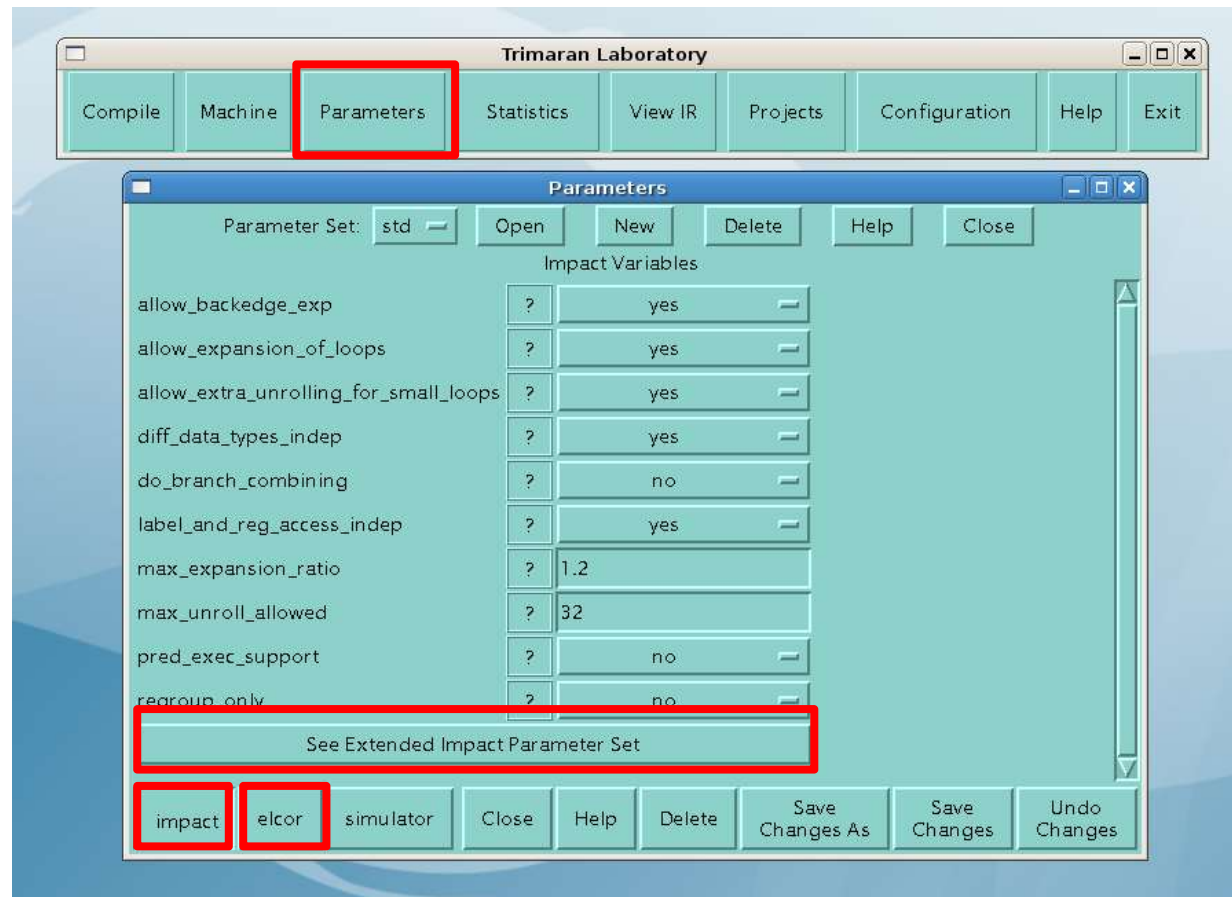 Trimaran Laboratory
Compile Machine Parameters Statistics View IR Projects Configuration Help Exit
Parameters
Parameter Set: std Open New Delete Help Close
Impact Variables
allow_backedge_exp ? yes
allow_expansion_of_loops ? yes
allow_extra_unrolling_for_small_loops ? yes
diff_data_types_indep ? yes
do_branch_combining ? no
label_and_reg_access_indep ? yes
max_expansion_ratio ? 1.2
max_unroll_allowed ? 32
pred_exec_support ? no
regroup_only ? no
See Extended Impact Parameter Set
impact elcor simulator Close Help Delete Save Changes As Save Changes Undo Changes